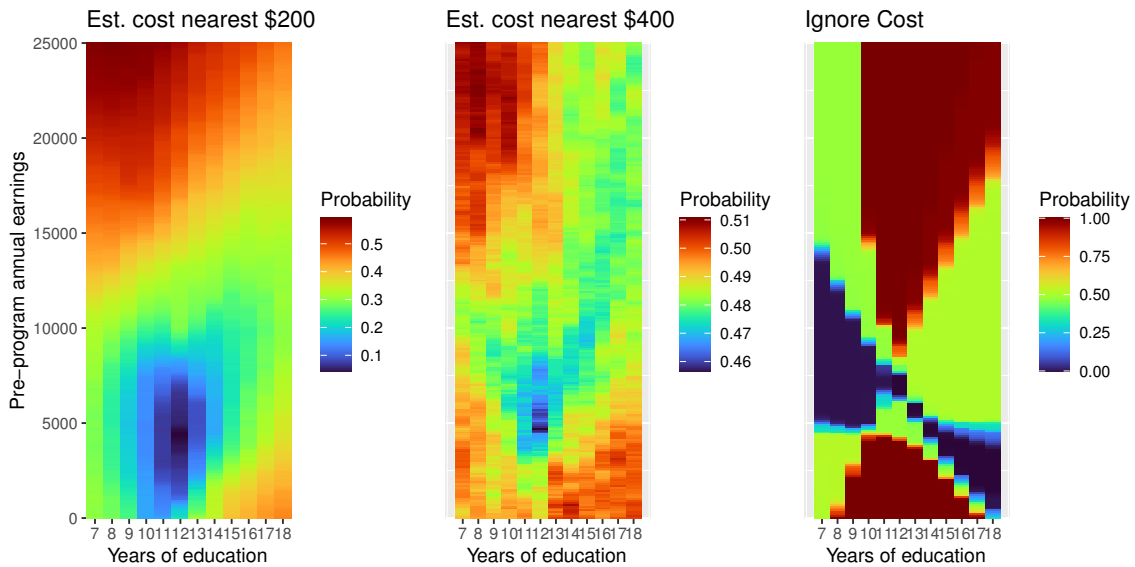 Est. cost nearest $200
Est. cost nearest $400
Ignore Cost
Pre−program annual earnings
25000
20000
15000
10000
5000
0
7 8 9 10 11 12 13 14 15 16 17 18
Years of education
Probability
0.5
0.4
0.3
0.2
0.1
7 8 9 10 11 12 13 14 15 16 17 18
Years of education
Probability
0.51
0.50
0.49
0.48
0.47
0.46
7 8 9 10 11 12 13 14 15 16 17 18
Years of education
Probability
1.00
0.75
0.50
0.25
0.00